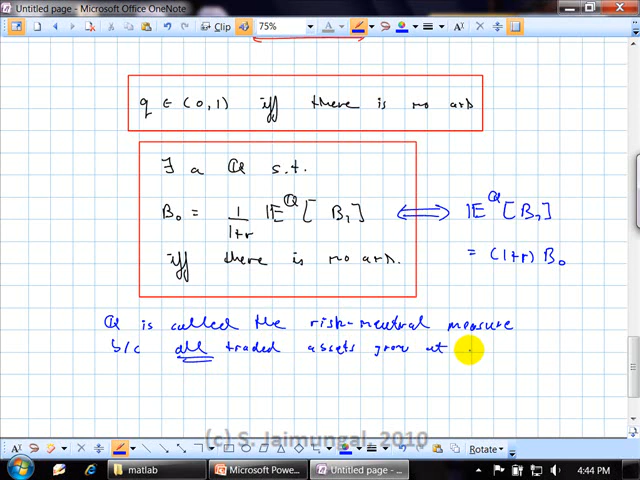 Untitled page - Microsoft Office OneNote
Clip
75%
q ∈ (0,1) iff there is no arb
∃ a ℚ s.t.
B₀ = 1/(1+r) 𝔼^ℚ[ B₁ ] ⟺ 𝔼^ℚ[ B₁ ]
iff there is no arb. = (1+r) B₀
ℚ is called the risk-neutral measure
b/c all traded assets grow at
(c) S. Jaimungal, 2010
Rotate
matlab
Microsoft Powe...
Untitled page - ...
4:44 PM